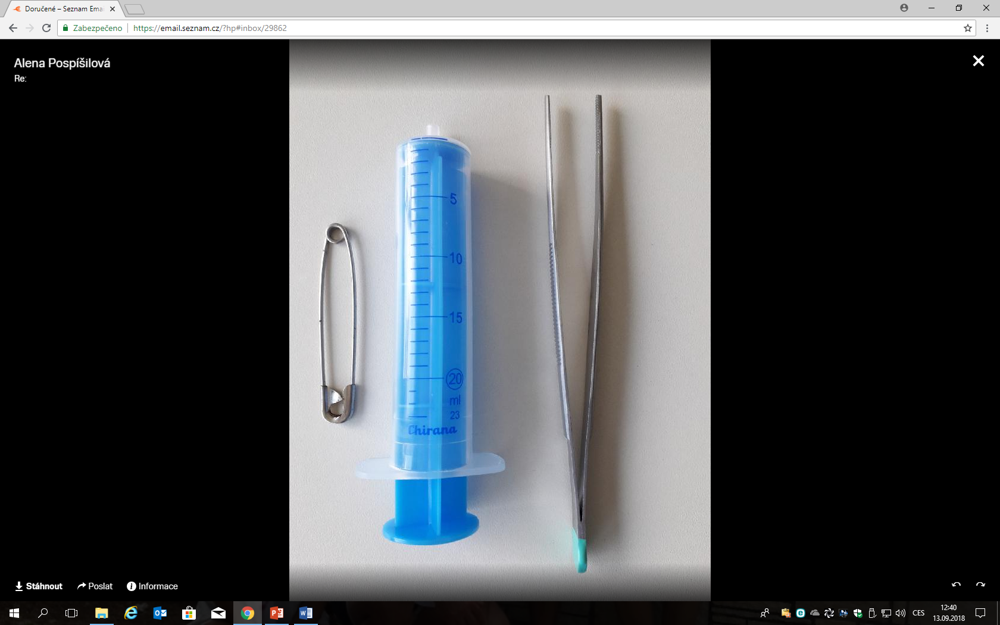 Doručené – Seznam Ema
Zabezpečeno
https://email.seznam.cz/?hp#inbox/29862
Alena Pospíšilová
Re:
5
10
15
20
ml
23
Chirana
Stáhnout
Poslat
Informace
CES
12:40
13.09.2018